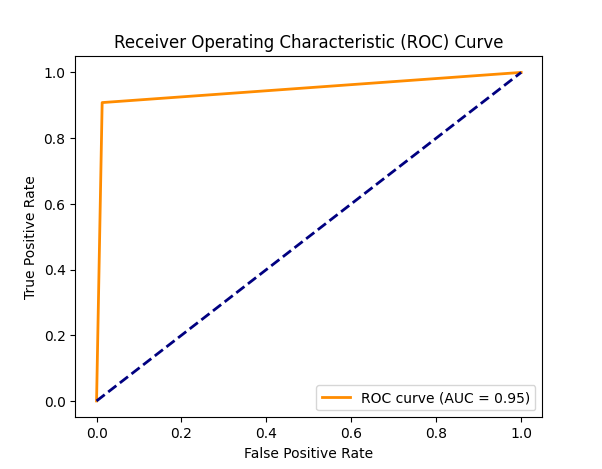 Receiver Operating Characteristic (ROC) Curve
1.0
0.8
0.6
0.4
0.2
0.0
True Positive Rate
ROC curve (AUC = 0.95)
0.0 0.2 0.4 0.6 0.8 1.0
False Positive Rate